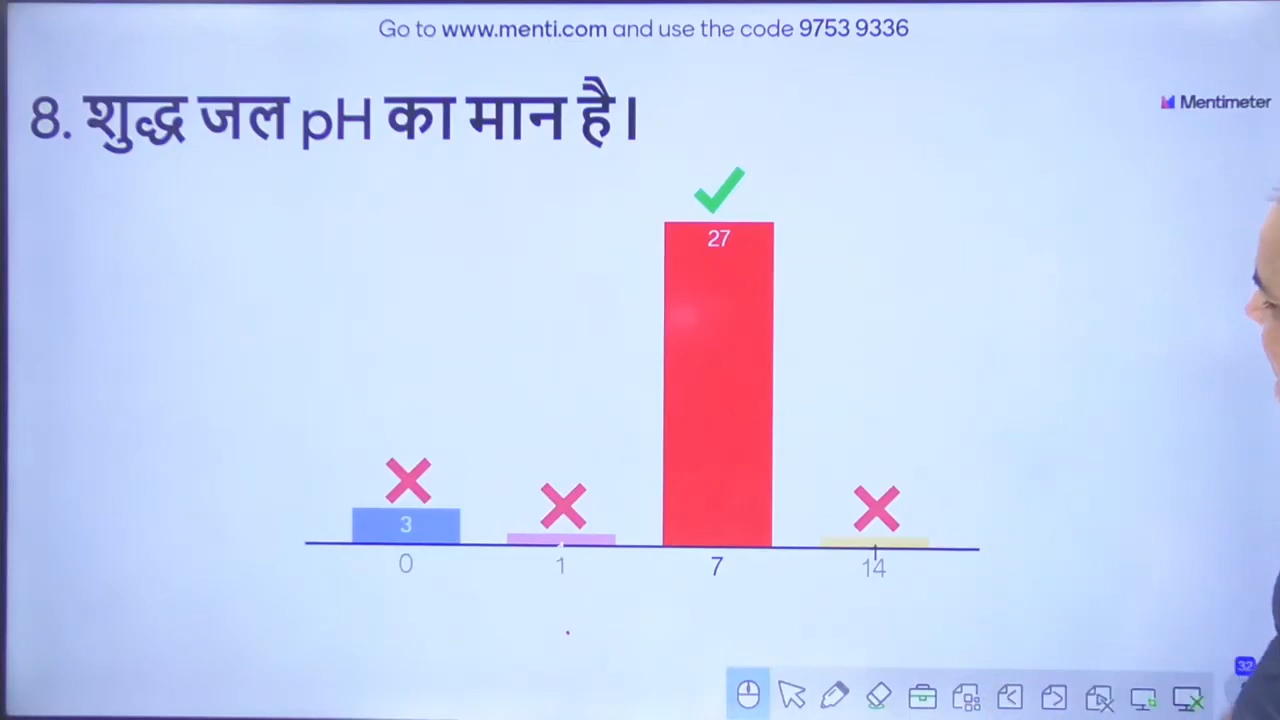 Go to www.menti.com and use the code 9753 9336
8. शुद्ध जल pH का मान है।
Mentimeter
27
3
0
1
7
14
32